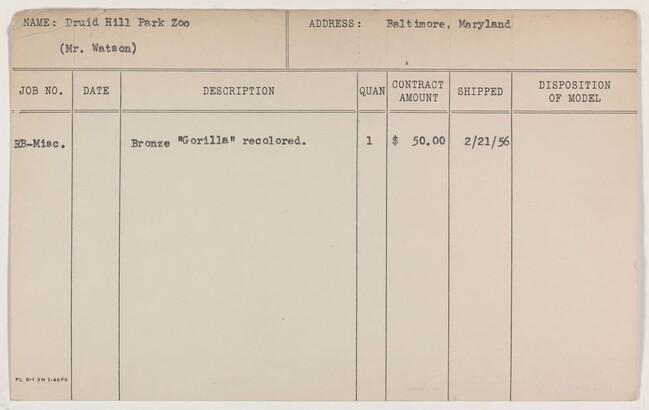 NAME: Druid Hill Park Zoo
(Mr. Watson)
ADDRESS: Baltimore, Maryland
JOB NO. DATE DESCRIPTION QUAN CONTRACT AMOUNT SHIPPED DISPOSITION OF MODEL
RB-Misc. Bronze "Gorilla" recolored. 1 $ 50.00 2/21/56